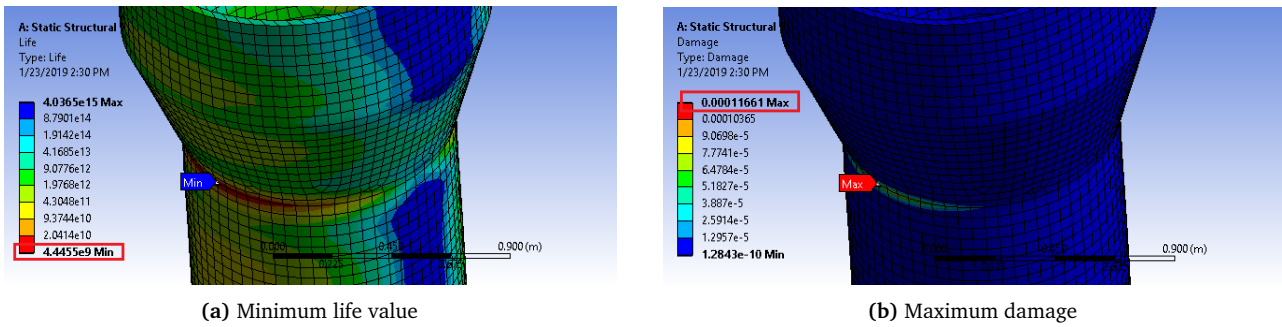 A: Static Structural
Life
Type: Life
1/23/2019 2:30 PM
4.0365e15 Max
8.7901e14
1.9142e14
4.1685e13
9.0776e12
1.9768e12
4.3048e11
9.3744e10
2.0414e10
4.4455e9 Min
Min
0.000
0.450
0.900 (m)
(a) Minimum life value
A: Static Structural
Damage
Type: Damage
1/23/2019 2:30 PM
0.00011661 Max
0.00010365
9.0698e-5
7.7741e-5
6.4784e-5
5.1827e-5
3.887e-5
2.5914e-5
1.2957e-5
1.2843e-10 Min
Max
0.000
0.900 (m)
(b) Maximum damage